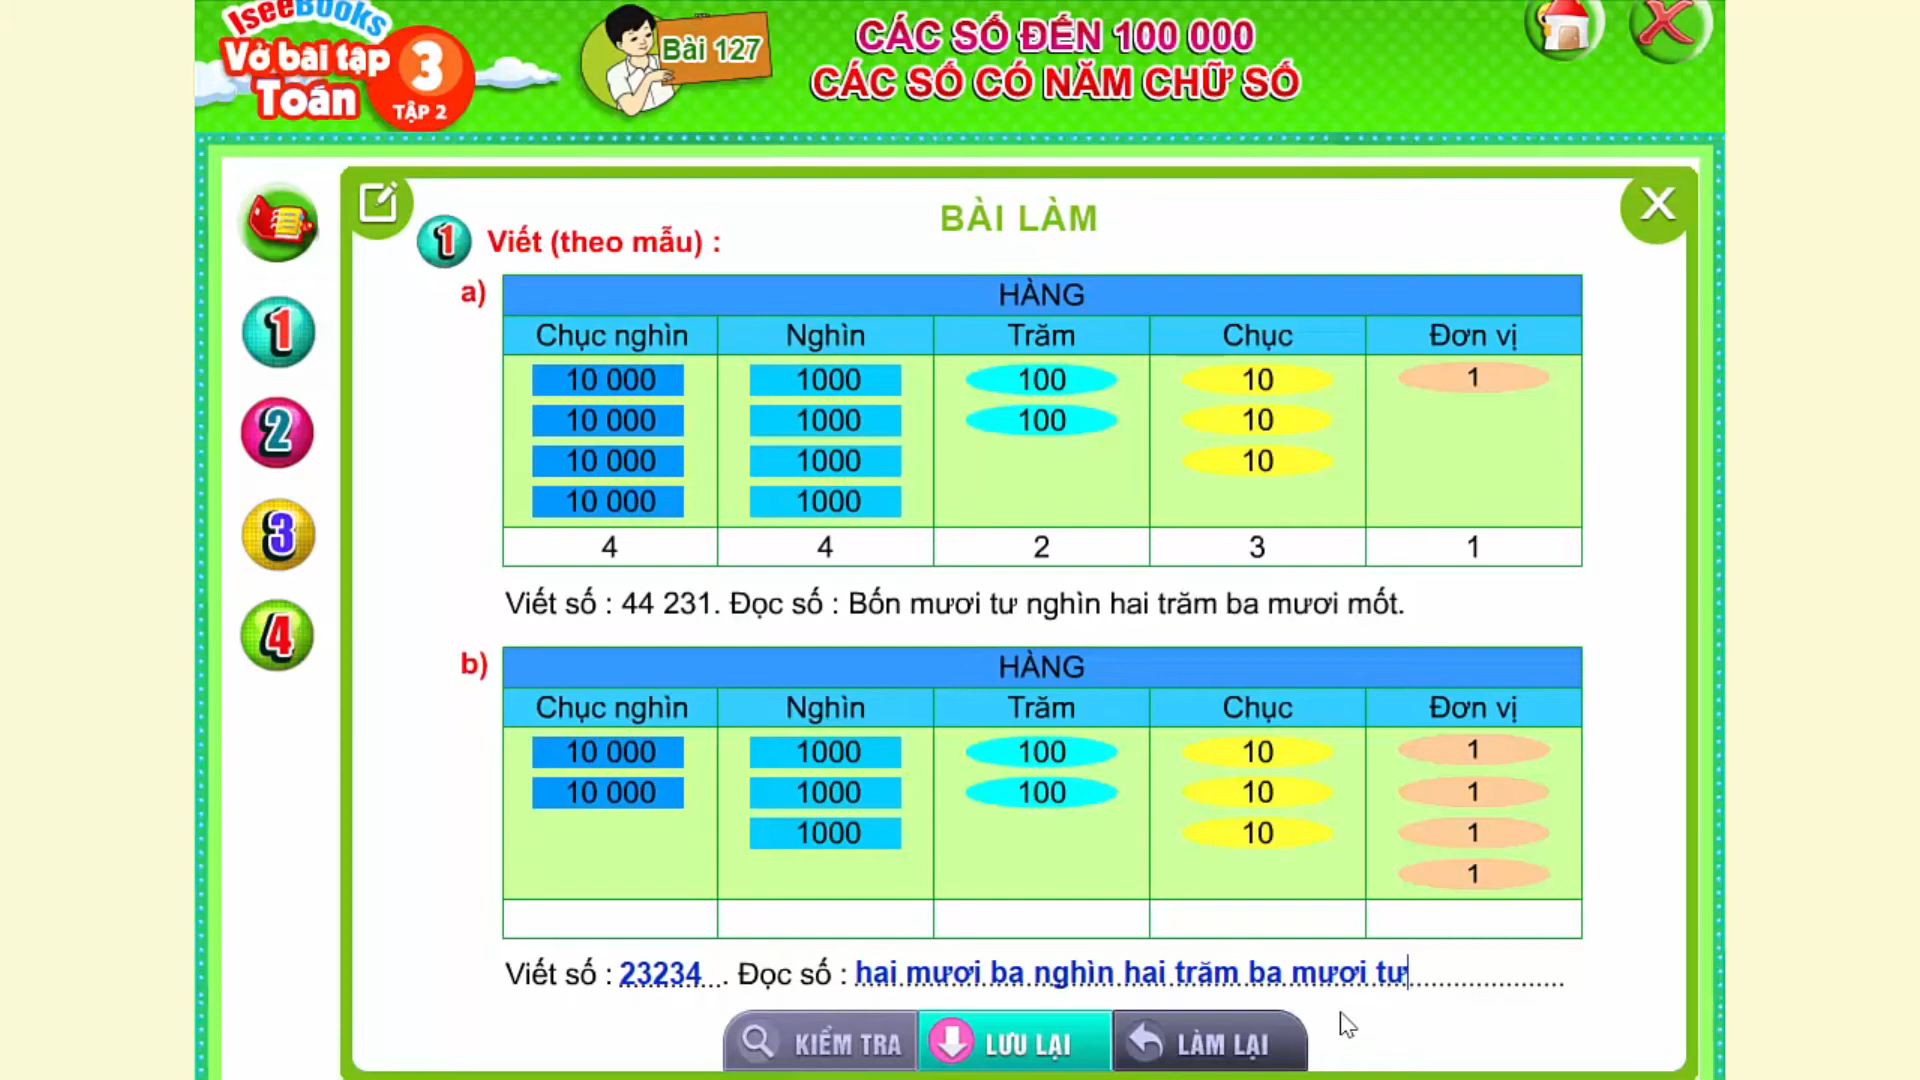 IseeBooks
Vở bài tập
Toán
3
TẬP 2
Bài 127
CÁC SỐ ĐẾN 100 000
CÁC SỐ CÓ NĂM CHỮ SỐ
1
2
3
4
BÀI LÀM
1 Viết (theo mẫu) :
a) HÀNG
Chục nghìn Nghìn Trăm Chục Đơn vị
10 000 1000 100 10 1
10 000 1000 100 10
10 000 1000 10
10 000 1000
4 4 2 3 1
Viết số : 44 231. Đọc số : Bốn mươi tư nghìn hai trăm ba mươi mốt.
b) HÀNG
Chục nghìn Nghìn Trăm Chục Đơn vị
10 000 1000 100 10 1
10 000 1000 100 10 1
1000 10 1
1
Viết số : 23234.... Đọc số : hai mươi ba nghìn hai trăm ba mươi tư....................
KIỂM TRA LƯU LẠI LÀM LẠI